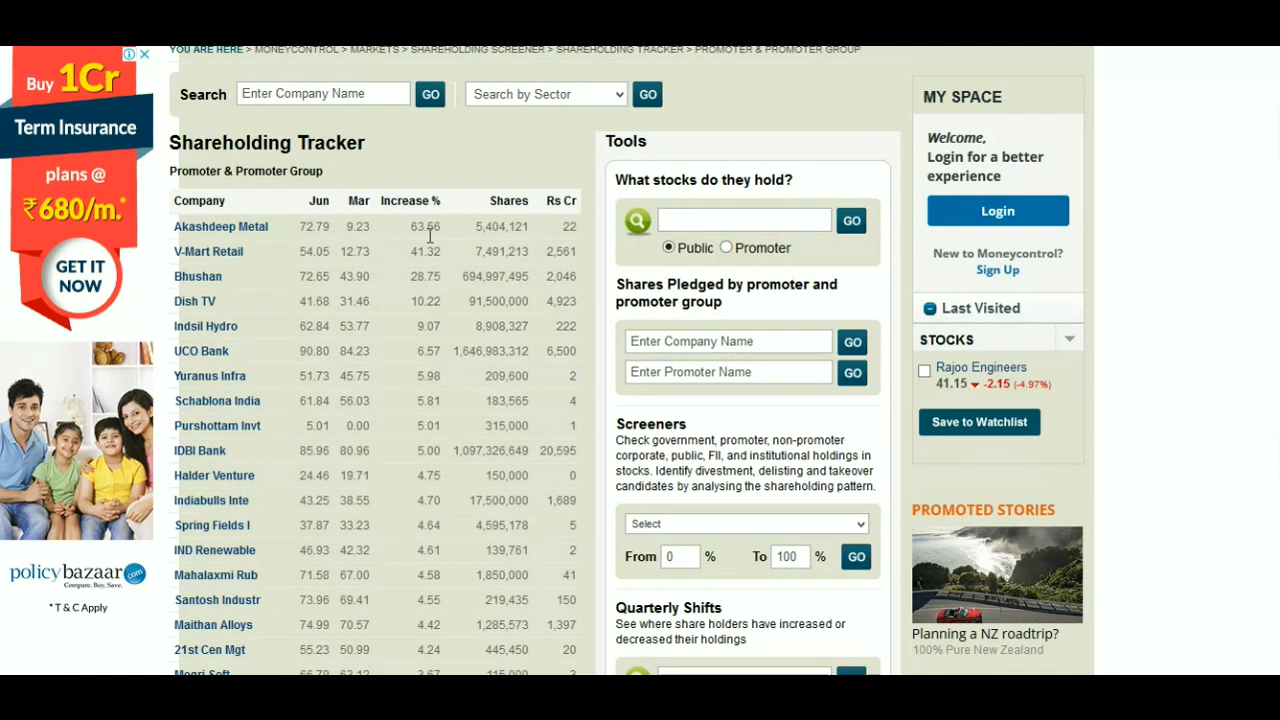 YOU ARE HERE > MONEYCONTROL > MARKETS > SHAREHOLDING SCREENER > SHAREHOLDING TRACKER > PROMOTER & PROMOTER GROUP
Buy 1Cr
Term Insurance
plans @
₹680/m.*
GET IT
NOW
policybazaar.com
Compare. Buy. Save.
* T & C Apply
Search Enter Company Name GO Search by Sector GO
Shareholding Tracker
Promoter & Promoter Group
Company Jun Mar Increase % Shares Rs Cr
Akashdeep Metal 72.79 9.23 63.56 5,404,121 22
V-Mart Retail 54.05 12.73 41.32 7,491,213 2,561
Bhushan 72.65 43.90 28.75 694,997,495 2,046
Dish TV 41.68 31.46 10.22 91,500,000 4,923
Indsil Hydro 62.84 53.77 9.07 8,908,327 222
UCO Bank 90.80 84.23 6.57 1,646,983,312 6,500
Yuranus Infra 51.73 45.75 5.98 209,600 2
Schablona India 61.84 56.03 5.81 183,565 4
Purshottam Invt 5.01 0.00 5.01 315,000 1
IDBI Bank 85.96 80.96 5.00 1,097,326,649 20,595
Halder Venture 24.46 19.71 4.75 150,000 0
Indiabulls Inte 43.25 38.55 4.70 17,500,000 1,689
Spring Fields I 37.87 33.23 4.64 4,595,178 5
IND Renewable 46.93 42.32 4.61 139,761 2
Mahalaxmi Rub 71.58 67.00 4.58 1,850,000 41
Santosh Industr 73.96 69.41 4.55 219,435 150
Maithan Alloys 74.99 70.57 4.42 1,285,573 1,397
21st Cen Mgt 55.23 50.99 4.24 445,450 20
Tools
What stocks do they hold?
GO
Public Promoter
Shares Pledged by promoter and
promoter group
Enter Company Name GO
Enter Promoter Name GO
Screeners
Check government, promoter, non-promoter
corporate, public, FII, and institutional holdings in
stocks. Identify divestment, delisting and takeover
candidates by analysing the shareholding pattern.
Select
From 0 % To 100 % GO
Quarterly Shifts
See where share holders have increased or
decreased their holdings
MY SPACE
Welcome,
Login for a better
experience
Login
New to Moneycontrol?
Sign Up
Last Visited
STOCKS
Rajoo Engineers
41.15 -2.15 (-4.97%)
Save to Watchlist
PROMOTED STORIES
Planning a NZ roadtrip?
100% Pure New Zealand